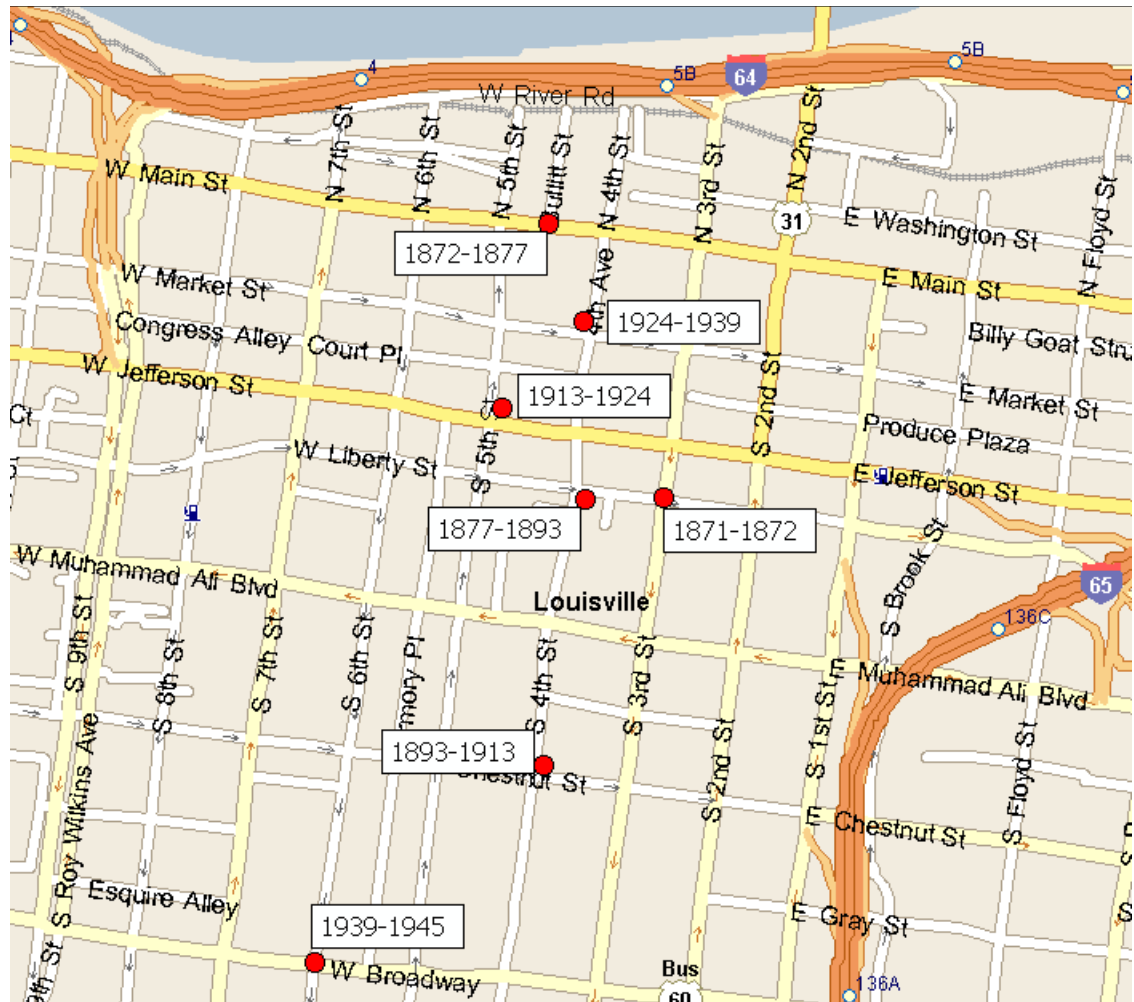 4
5B
5B
64
W River Rd
N 7th St
N 6th St
N 5th St
N 4th St
N 3rd St
N 2nd St
31
N Floyd St
W Main St
E Washington St
1872-1877
E Main St
W Market St
4th Ave
1924-1939
Congress Alley
Court Pl
Billy Goat Stru
W Jefferson St
1913-1924
E Market St
Ct
S 5th St
S 2nd St
Produce Plaza
W Liberty St
E Jefferson St
1877-1893
1871-1872
W Muhammad Ali Blvd
S Brook St
65
Louisville
136C
S 9th St
S 8th St
S 7th St
S 6th St
mory Pl
S 4th St
S 3rd St
E Muhammad Ali Blvd
S 2nd St
S 1st St
S Floyd St
1893-1913
Chestnut St
S Roy Wilkins Ave
E Chestnut St
Esquire Alley
E Gray St
1939-1945
9th St
W Broadway
Bus
60
136A